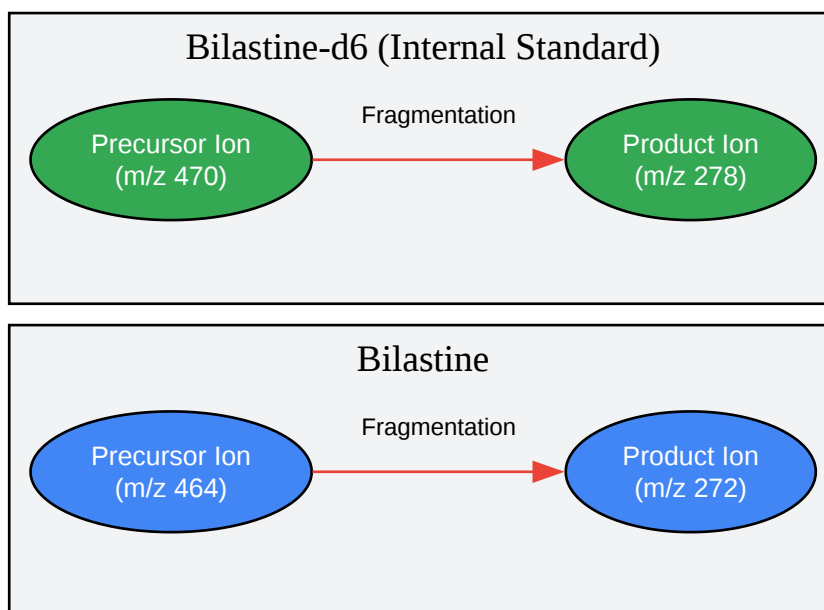 Bilastine-d6 (Internal Standard)
Fragmentation
Precursor Ion
(m/z 470)
Product Ion
(m/z 278)
Bilastine
Fragmentation
Precursor Ion
(m/z 464)
Product Ion
(m/z 272)